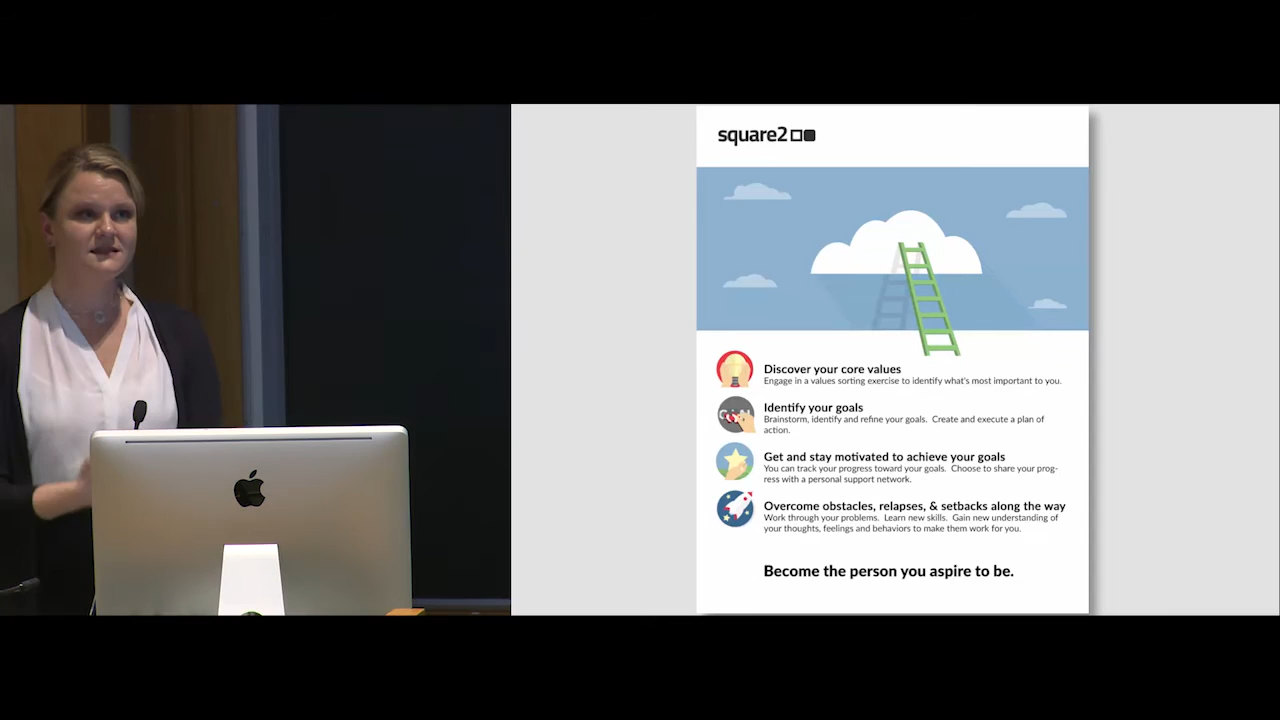 square2
Discover your core values
Engage in a values sorting exercise to identify what's most important to you.
Identify your goals
Brainstorm, identify and refine your goals. Create and execute a plan of
action.
Get and stay motivated to achieve your goals
You can track your progress toward your goals. Choose to share your prog-
ress with a personal support network.
Overcome obstacles, relapses, & setbacks along the way
Work through your problems. Learn new skills. Gain new understanding of
your thoughts, feelings and behaviors to make them work for you.
Become the person you aspire to be.